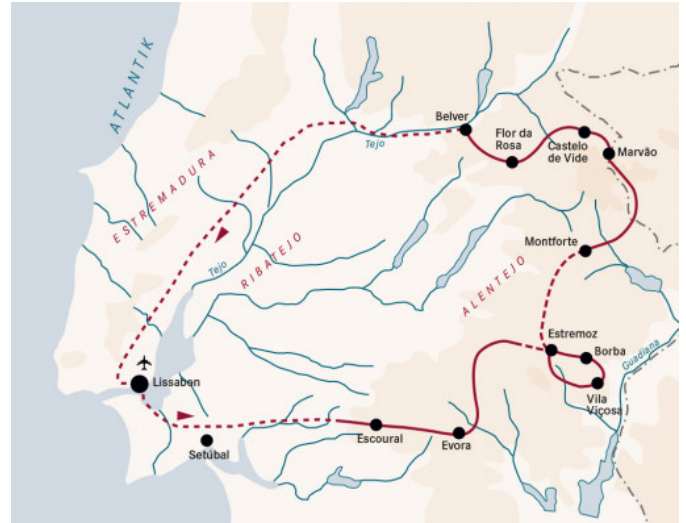 ATLANTIK
ESTREMADURA
Tejo
Belver
Flor da
Rosa
Castelo
de Vide
Marvão
Tejo
RIBATEJO
Montforte
ALENTEJO
Estremoz
Borba
Guadiana
Vila
Viçosa
Lissabon
Setúbal
Escoural
Evora